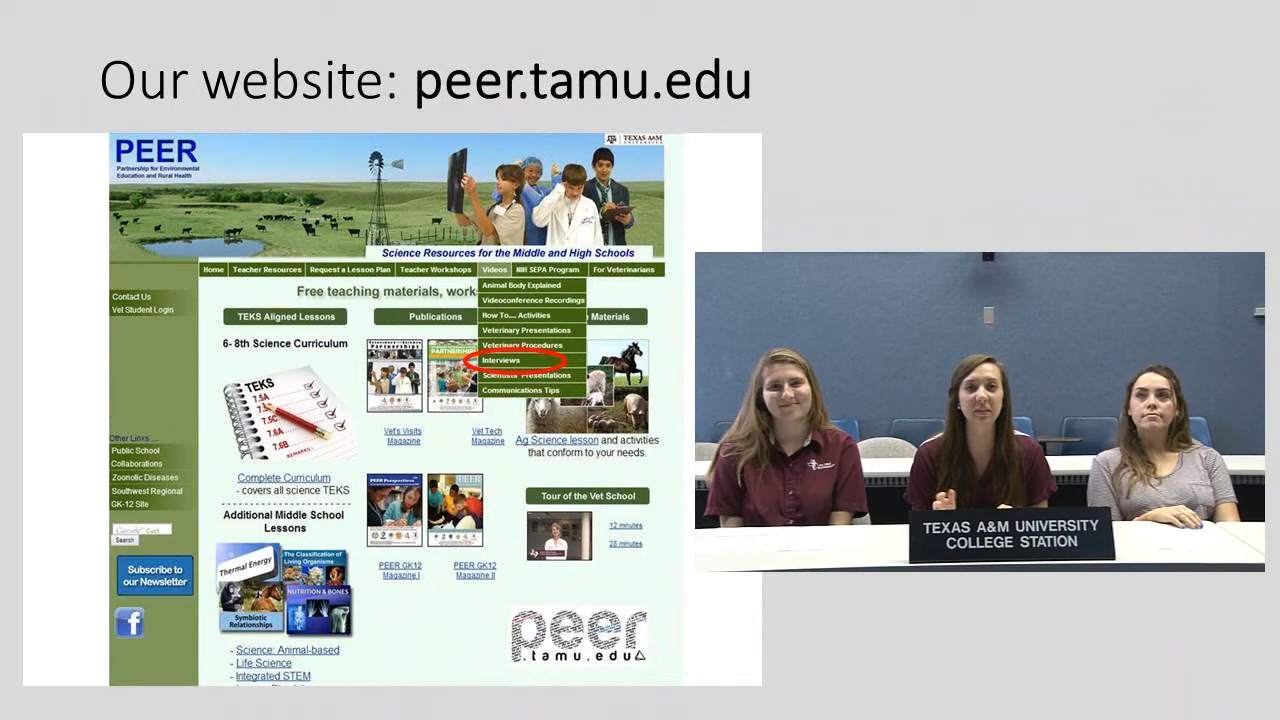 Our website: peer.tamu.edu
PEER
Partnership for Environmental
Education and Rural Health
TEXAS A&M
UNIVERSITY
Science Resources for the Middle and High Schools
Home
Teacher Resources
Request a Lesson Plan
Teacher Workshops
Videos
NIH SEPA Program
For Veterinarians
Animal Body Explained
Videoconference Recordings
How To.... Activities
Veterinary Presentations
Veterinary Procedures
Interviews
Scientists' Presentations
Communications Tips
Contact Us
Vet Student Login
Free teaching materials, work
TEKS Aligned Lessons
Publications
Materials
6- 8th Science Curriculum
TEKS
7.5A
7.5C
7.6A
7.6B
REMARKS
Vet's Visits
Magazine
Vet Tech
Magazine
Ag Science lesson and activities
that conform to your needs.
Other Links ...
Public School
Collaborations
Zoonotic Diseases
Southwest Regional
GK-12 Site
Google
Search
Subscribe to
our Newsletter
Complete Curriculum
- covers all science TEKS
Additional Middle School
Lessons
Thermal Energy
The Classification of
Living Organisms
NUTRITION & BONES
Symbiotic
Relationships
- Science: Animal-based
- Life Science
- Integrated STEM
PEER Perspectives
PEER
PEER GK12
Magazine I
PEER GK12
Magazine II
Tour of the Vet School
12 minutes
28 minutes
peer
.tamu.edu
TEXAS A&M UNIVERSITY
COLLEGE STATION